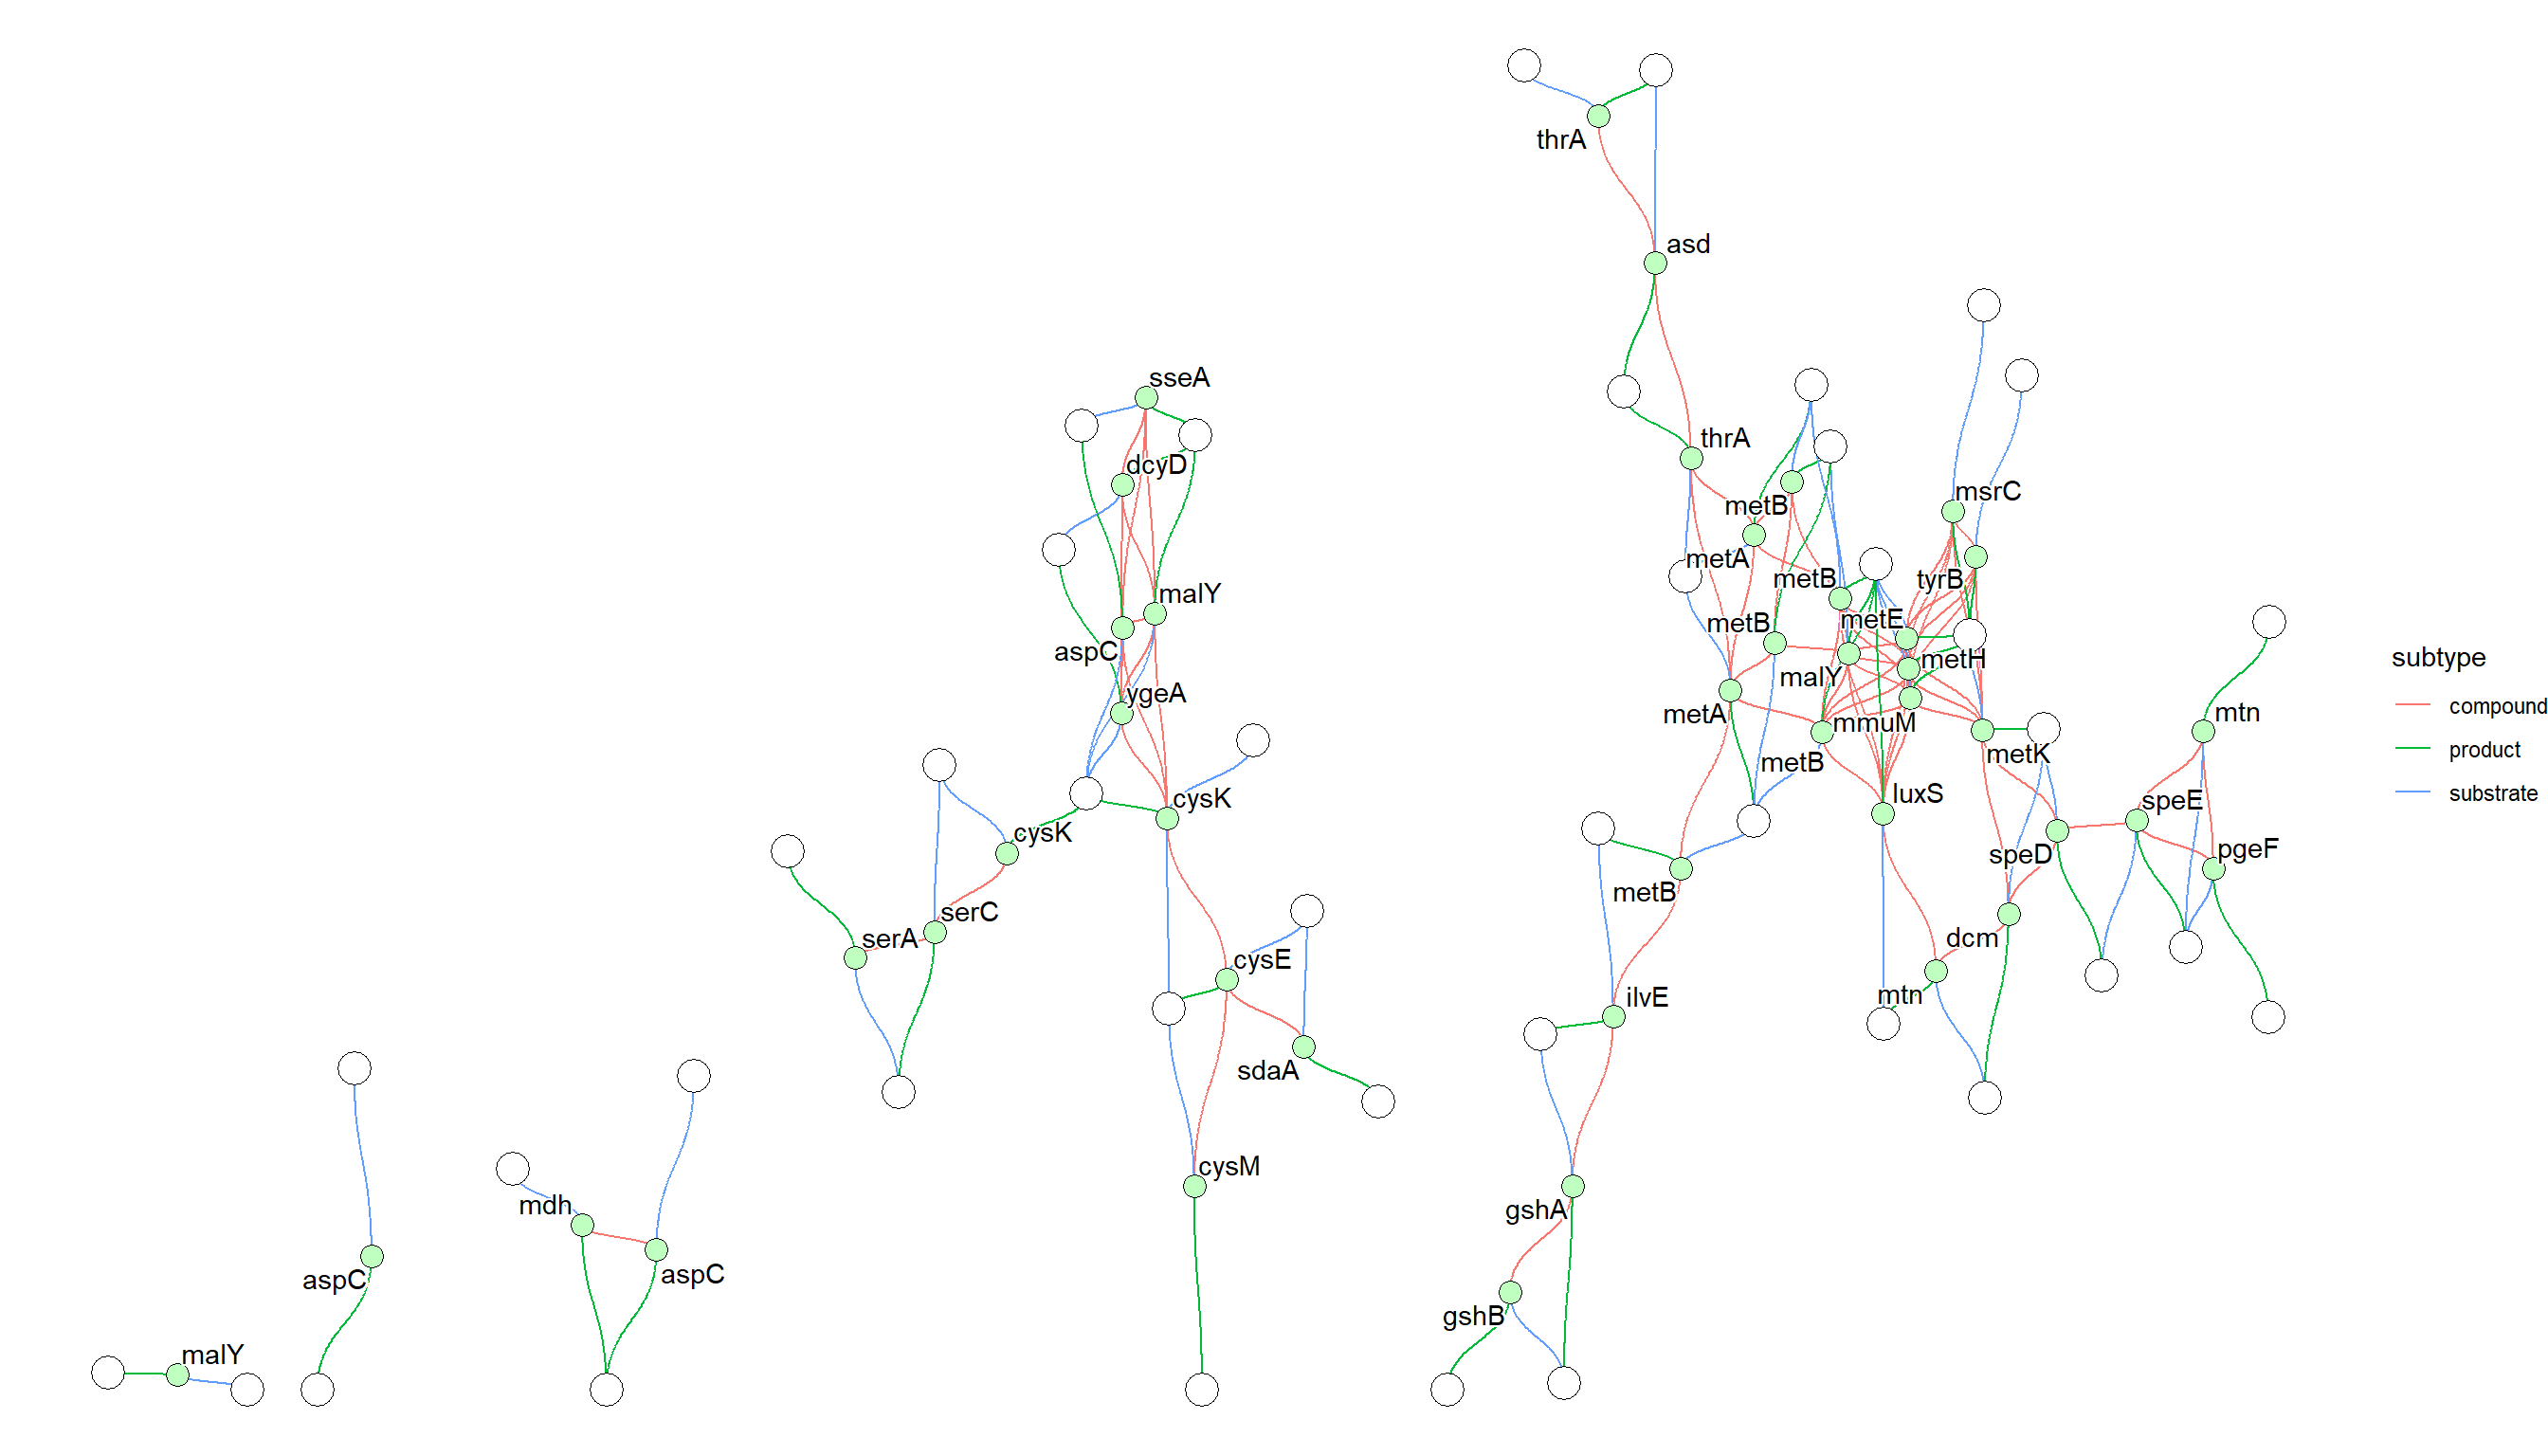 thrA
asd
sseA
thrA
dcyD
msrC
metB
metA
metB
tyrB
malY
metB
metE
aspC
metH
malY
ygeA
metA
mmuM
mtn
metK
metB
cysK
luxS
speE
cysK
speD
pgeF
metB
serC
serA
dcm
cysE
mtn
ilvE
sdaA
cysM
mdh
gshA
aspC
aspC
gshB
malY
subtype
compound
product
substrate